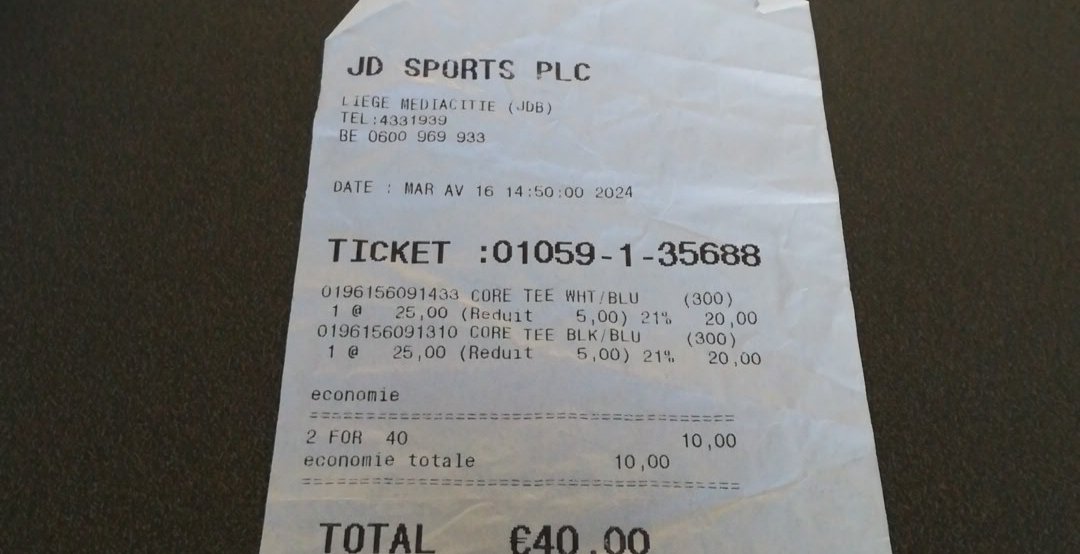 JD SPORTS PLC
LIEGE MEDIACITIE (JDB)
TEL:4331939
BE 0600 969 933
DATE : MAR AV 16 14:50:00 2024
TICKET :01059-1-35688
0196156091433 CORE TEE WHT/BLU (300)
1 @ 25,00 (Reduit 5,00) 21% 20,00
0196156091310 CORE TEE BLK/BLU (300)
1 @ 25,00 (Reduit 5,00) 21% 20,00
economie
==========================================
2 FOR 40 10,00
economie totale 10,00
==========================================
TOTAL €40.00